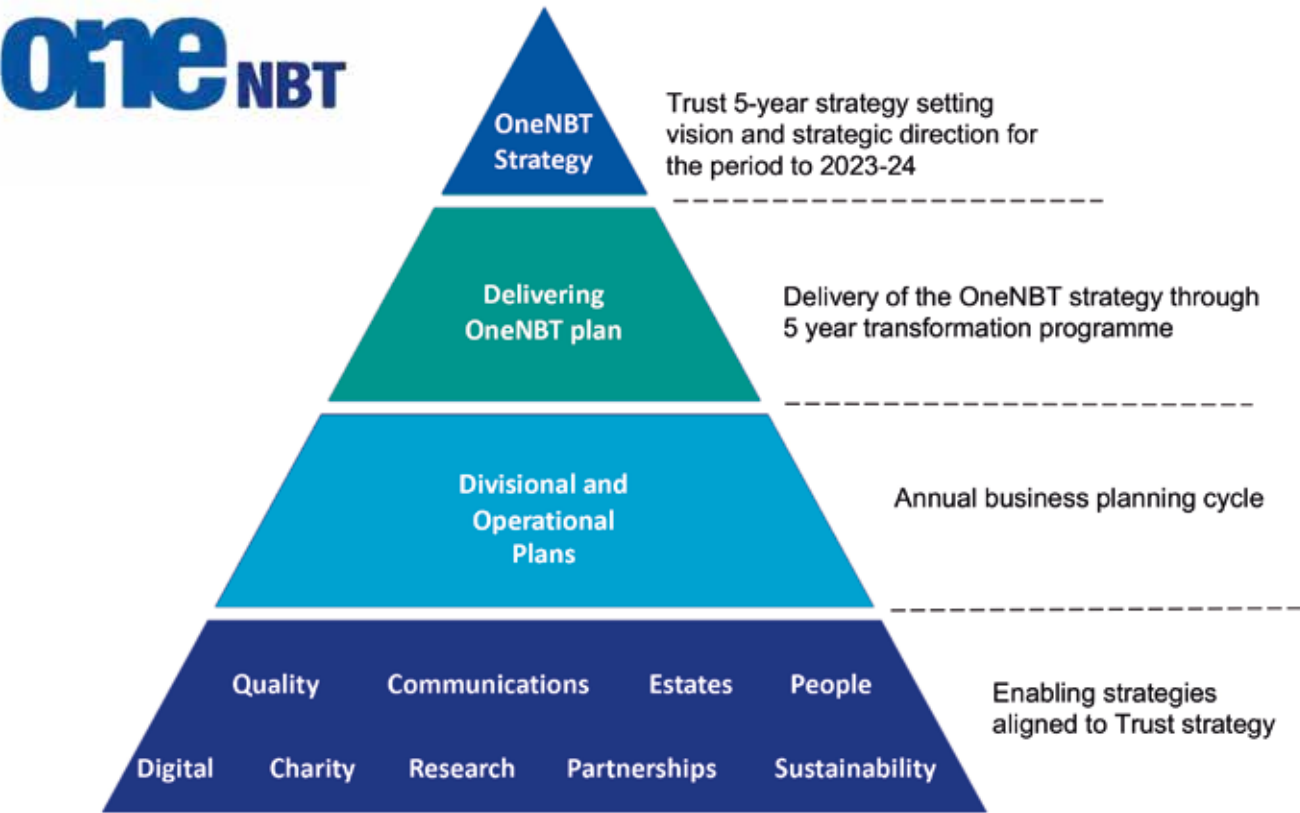 one NBT
OneNBT
Strategy
Trust 5-year strategy setting
vision and strategic direction for
the period to 2023-24
Delivering
OneNBT plan
Delivery of the OneNBT strategy through
5 year transformation programme
Divisional and
Operational
Plans
Annual business planning cycle
Quality Communications Estates People
Digital Charity Research Partnerships Sustainability
Enabling strategies
aligned to Trust strategy